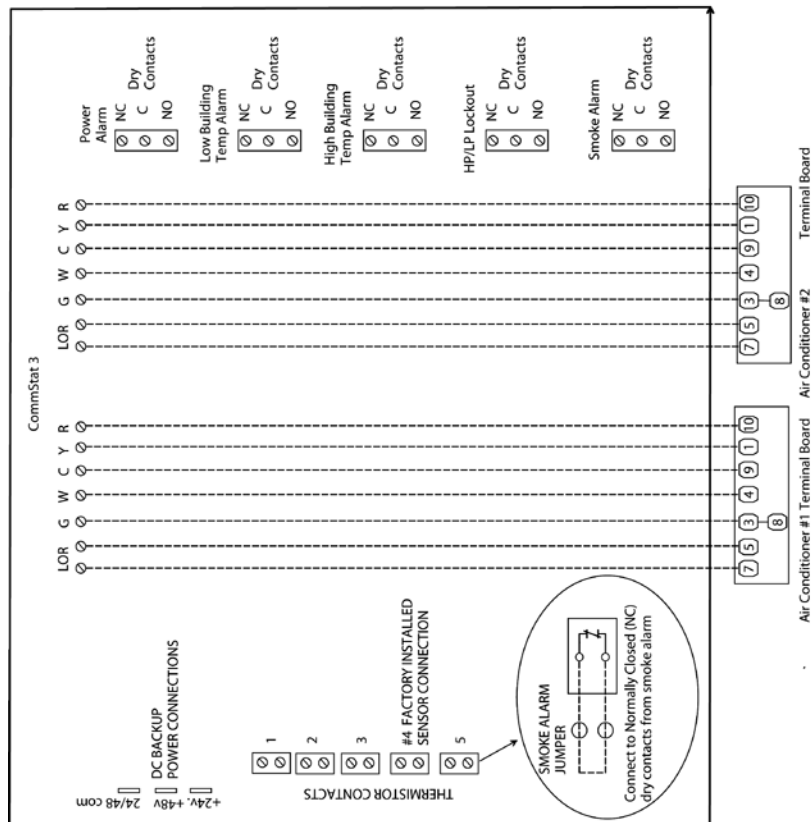 CommStat 3
Power
Alarm
NC
C
NO
Dry
Contacts
Low Building
Temp Alarm
NC
C
NO
Dry
Contacts
High Building
Temp Alarm
NC
C
NO
Dry
Contacts
HP/LP Lockout
NC
C
NO
Dry
Contacts
Smoke Alarm
NC
C
NO
Dry
Contacts
LOR
G
W
C
Y
R
7
5
3
8
4
9
1
10
Air Conditioner #2
Terminal Board
LOR
G
W
C
Y
R
7
5
3
8
4
9
1
10
Air Conditioner #1 Terminal Board
24/48 com
+24v. +48v
DC BACKUP
POWER CONNECTIONS
THERMISTOR CONTACTS
1
2
3
#4 FACTORY INSTALLED
SENSOR CONNECTION
5
SMOKE ALARM
JUMPER
Connect to Normally Closed (NC)
dry contacts from smoke alarm